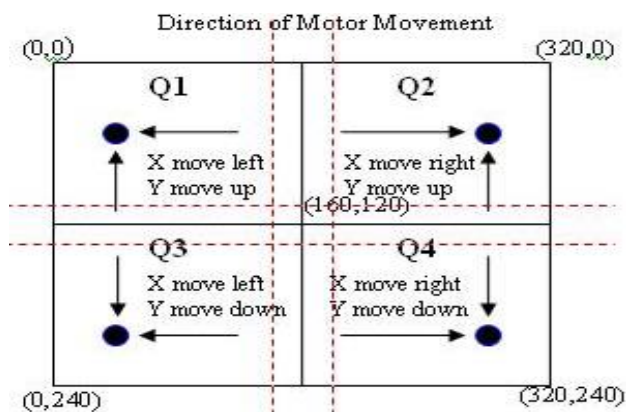 Direction of Motor Movement
(0,0)
(320,0)
Q1
Q2
X move left
Y move up
X move right
Y move up
(160,120)
Q3
Q4
X move left
Y move down
X move right
Y move down
(0,240)
(320,240)